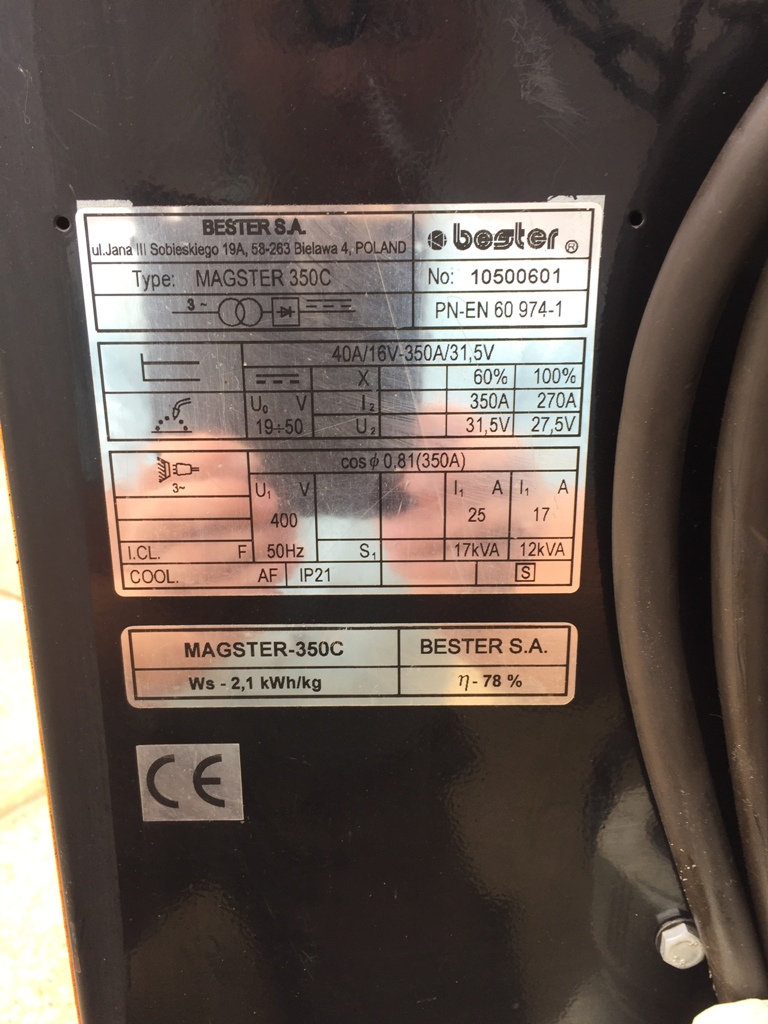 BESTER S.A.
ul.Jana III Sobieskiego 19A, 58-263 Bielawa 4, POLAND
bester ®
Type: MAGSTER 350C
No: 10500601
3~
PN-EN 60 974-1
40A/16V-350A/31,5V
X 60% 100%
U₀ V I₂ 350A 270A
19÷50 U₂ 31,5V 27,5V
cos φ 0,81(350A)
3~
U₁ V I₁ A I₁ A
400 25 17
I.CL. F 50Hz S₁ 17kVA 12kVA
COOL. AF IP21 S
MAGSTER-350C BESTER S.A.
Ws - 2,1 kWh/kg η - 78 %
CE